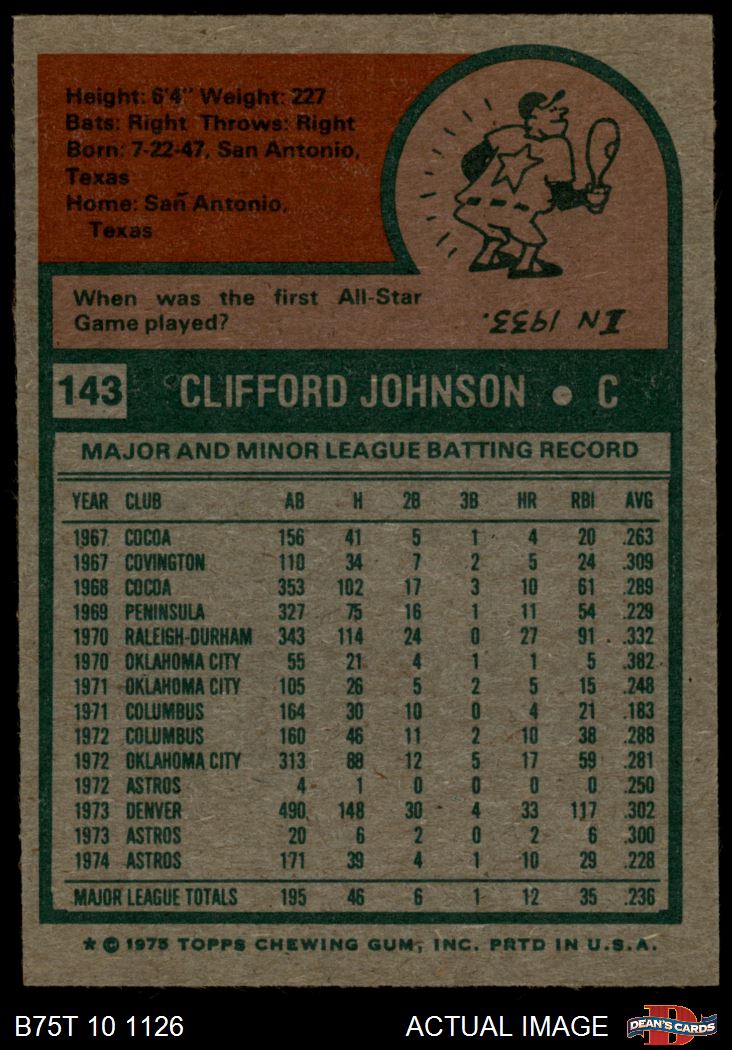 Height: 6'4" Weight: 227
Bats: Right Throws: Right
Born: 7-22-47, San Antonio,
Texas
Home: San Antonio,
Texas
When was the first All-Star
Game played?
IN 1933.
143 CLIFFORD JOHNSON • C
MAJOR AND MINOR LEAGUE BATTING RECORD
YEAR CLUB AB H 2B 3B HR RBI AVG
1967 COCOA 156 41 5 1 4 20 .263
1967 COVINGTON 110 34 7 2 5 24 .309
1968 COCOA 353 102 17 3 10 61 .289
1969 PENINSULA 327 75 16 1 11 54 .229
1970 RALEIGH-DURHAM 343 114 24 0 27 91 .332
1970 OKLAHOMA CITY 55 21 4 1 1 5 .382
1971 OKLAHOMA CITY 105 26 5 2 5 15 .248
1971 COLUMBUS 164 30 10 0 4 21 .183
1972 COLUMBUS 160 46 11 2 10 38 .288
1972 OKLAHOMA CITY 313 88 12 5 17 59 .281
1972 ASTROS 4 1 0 0 0 0 .250
1973 DENVER 490 148 30 4 33 117 .302
1973 ASTROS 20 6 2 0 2 6 .300
1974 ASTROS 171 39 4 1 10 29 .228
MAJOR LEAGUE TOTALS 195 46 6 1 12 35 .236
* © 1975 TOPPS CHEWING GUM, INC. PRTD IN U.S.A.
B75T 10 1126 ACTUAL IMAGE DEAN'S CARDS